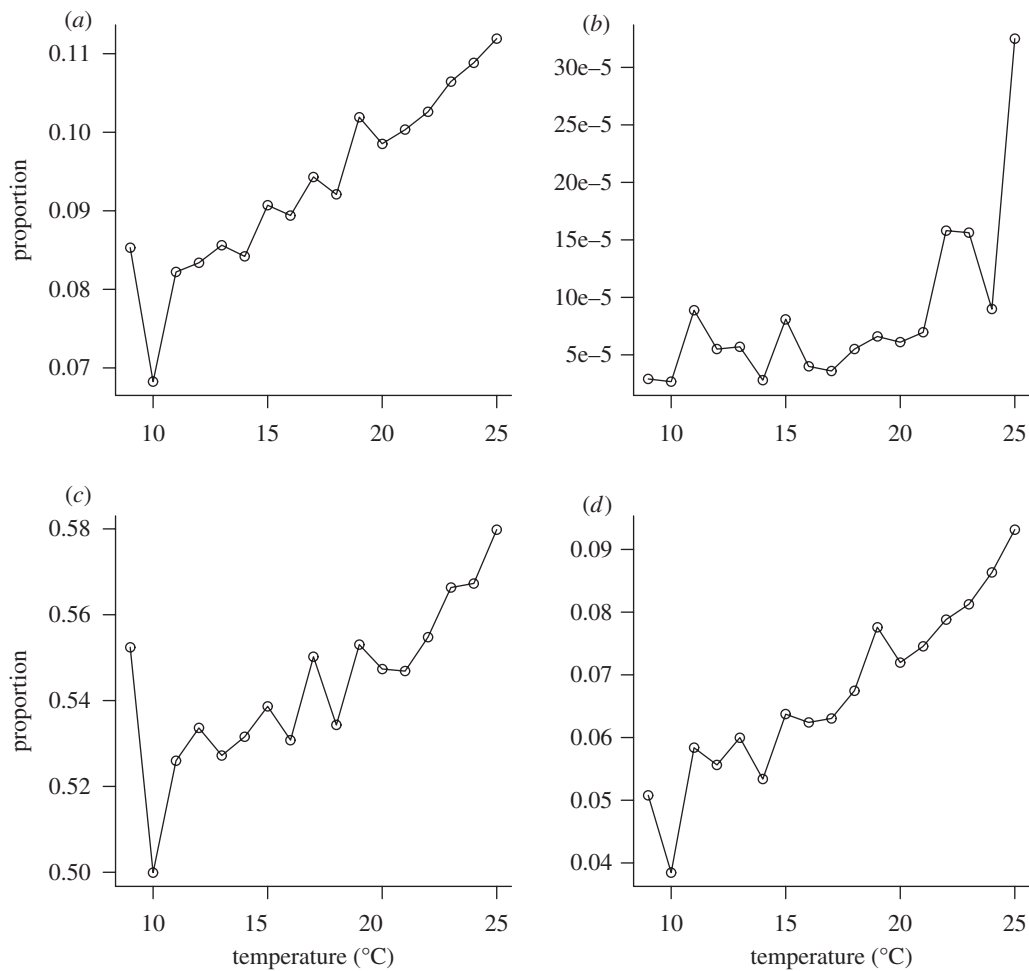 (a)
0.11
0.10
0.09
0.08
0.07
proportion
10 15 20 25
(b)
30e–5
25e–5
20e–5
15e–5
10e–5
5e–5
10 15 20 25
(c)
0.58
0.56
0.54
0.52
0.50
proportion
10 15 20 25
temperature (°C)
(d)
0.09
0.08
0.07
0.06
0.05
0.04
10 15 20 25
temperature (°C)